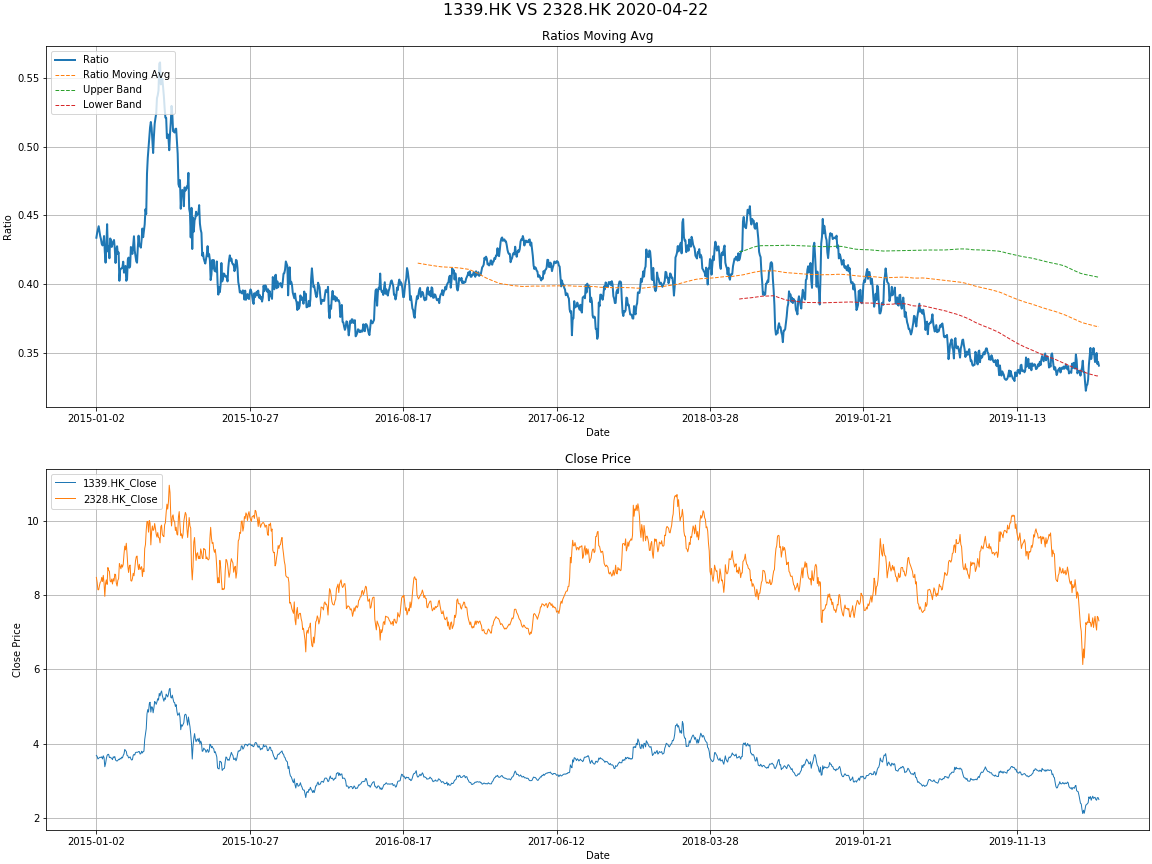 1339.HK VS 2328.HK 2020-04-22
Ratios Moving Avg
Ratio
Ratio Moving Avg
Upper Band
Lower Band
0.55
0.50
0.45
0.40
0.35
Ratio
2015-01-02 2015-10-27 2016-08-17 2017-06-12 2018-03-28 2019-01-21 2019-11-13
Date
Close Price
1339.HK_Close
2328.HK_Close
10
8
6
4
2
Close Price
2015-01-02 2015-10-27 2016-08-17 2017-06-12 2018-03-28 2019-01-21 2019-11-13
Date